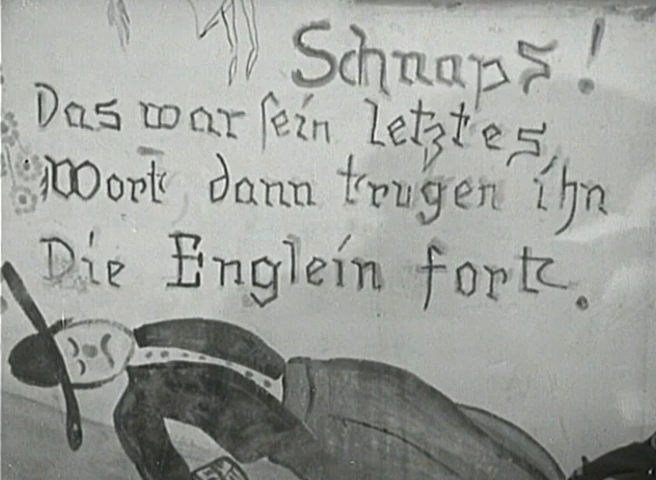 Schnaps!
Das war sein letztes
Wort dann trugen ihn
Die Englein fort.